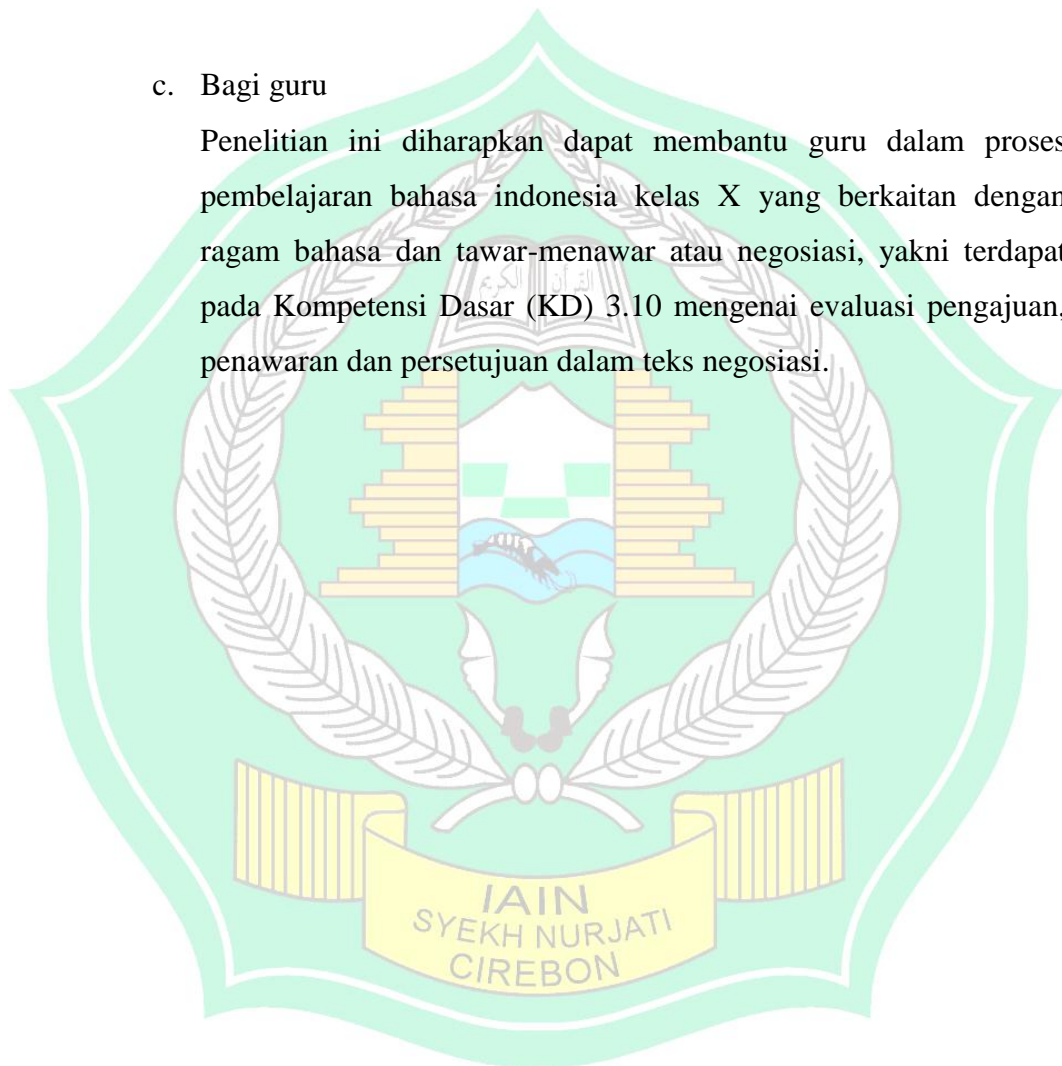 c. Bagi guru
Penelitian ini diharapkan dapat membantu guru dalam proses
pembelajaran bahasa indonesia kelas X yang berkaitan dengan
ragam bahasa dan tawar-menawar atau negosiasi, yakni terdapat
pada Kompetensi Dasar (KD) 3.10 mengenai evaluasi pengajuan,
penawaran dan persetujuan dalam teks negosiasi.
القرآن الكريم
IAIN
SYEKH NURJATI
CIREBON